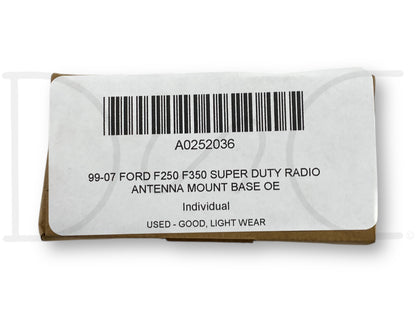 A0252036
99-07 FORD F250 F350 SUPER DUTY RADIO
ANTENNA MOUNT BASE OE
Individual
USED - GOOD, LIGHT WEAR